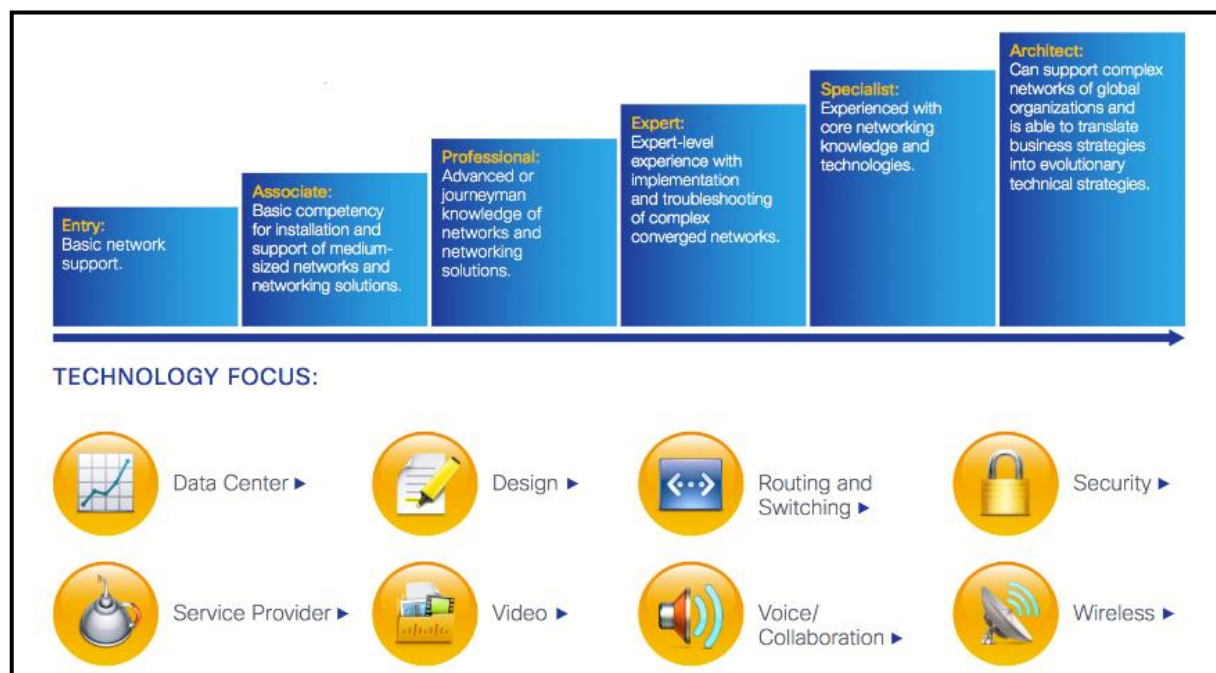 Entry:
Basic network
support.
Associate:
Basic competency
for installation and
support of medium-
sized networks and
networking solutions.
Professional:
Advanced or
journeyman
knowledge of
networks and
networking
solutions.
Expert:
Expert-level
experience with
implementation
and troubleshooting
of complex
converged networks.
Specialist:
Experienced with
core networking
knowledge and
technologies.
Architect:
Can support complex
networks of global
organizations and
is able to translate
business strategies
into evolutionary
technical strategies.
TECHNOLOGY FOCUS:
Data Center
Design
Routing and
Switching
Security
Service Provider
Video
Voice/
Collaboration
Wireless